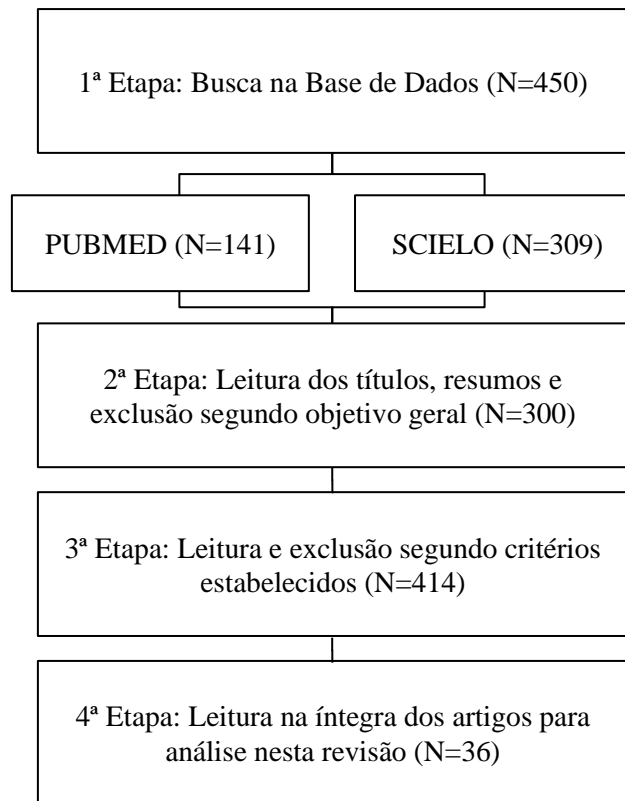 1ª Etapa: Busca na Base de Dados (N=450)
PUBMED (N=141)
SCIELO (N=309)
2ª Etapa: Leitura dos títulos, resumos e
exclusão segundo objetivo geral (N=300)
3ª Etapa: Leitura e exclusão segundo critérios
estabelecidos (N=414)
4ª Etapa: Leitura na íntegra dos artigos para
análise nesta revisão (N=36)